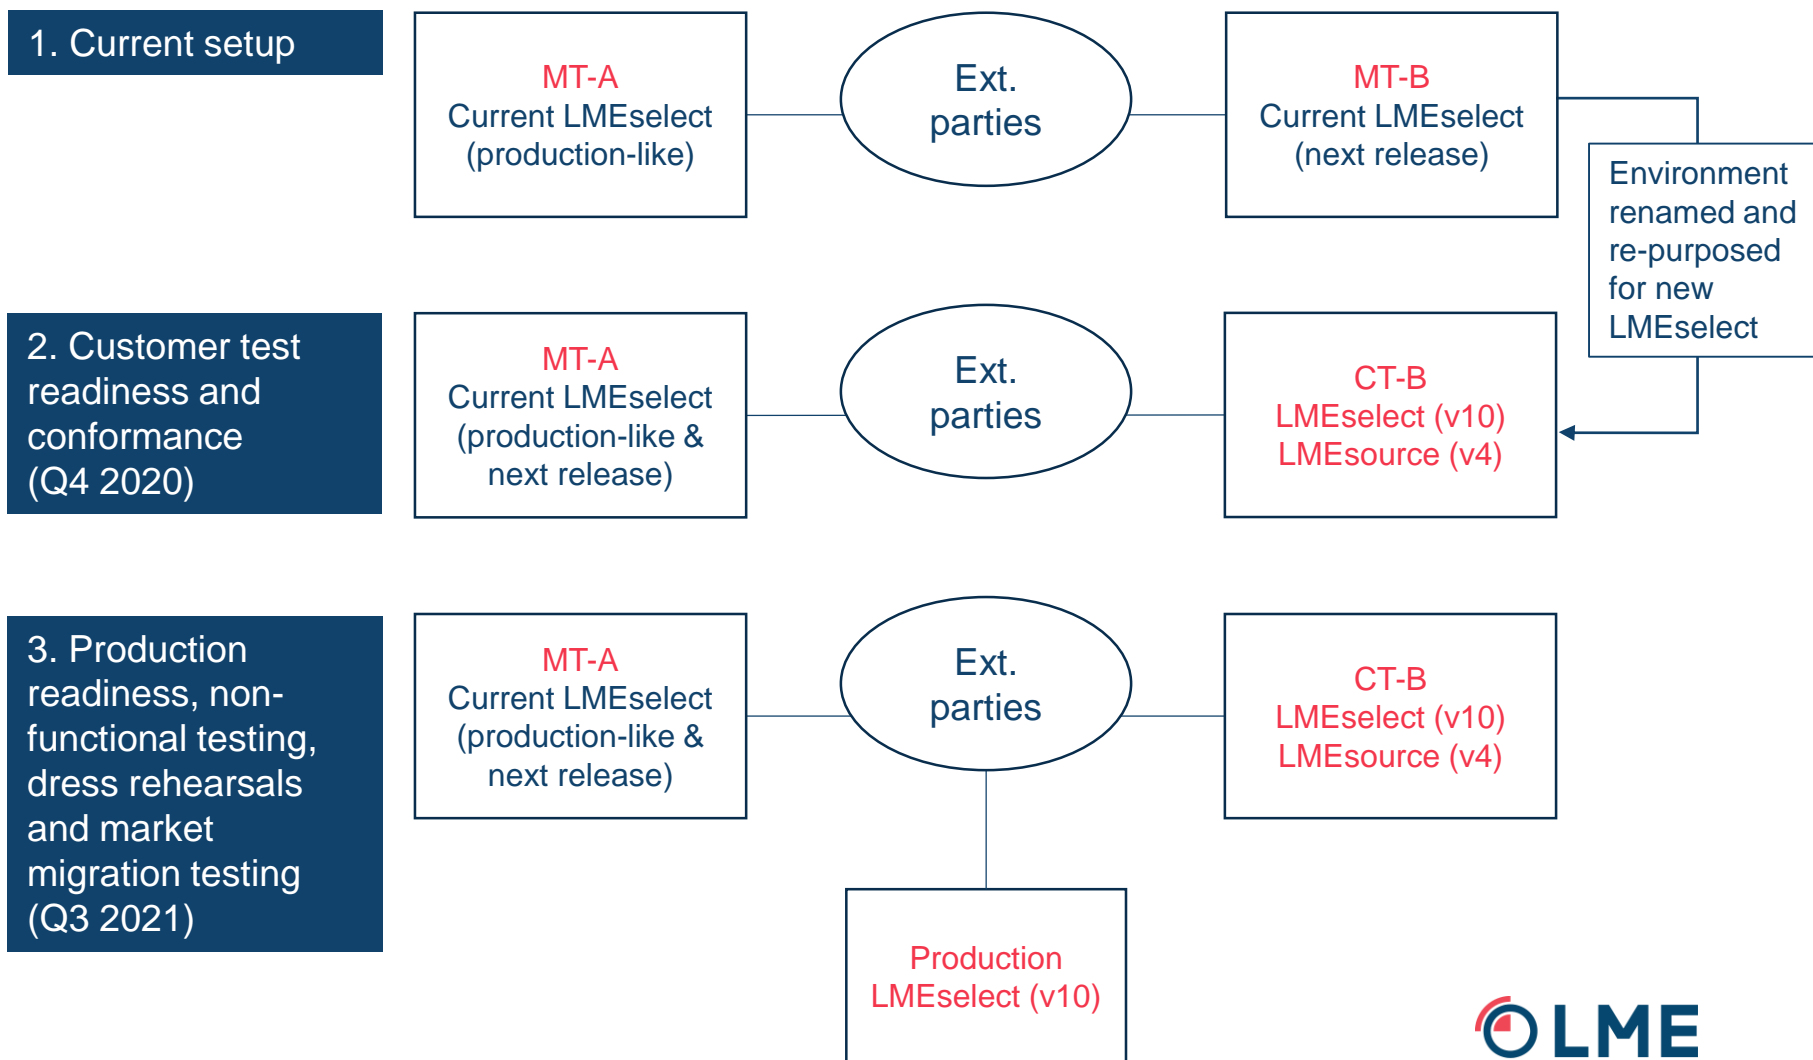 1. Current setup
MT-A
Current LMEselect
(production-like)
Ext.
parties
MT-B
Current LMEselect
(next release)
Environment
renamed and
re-purposed
for new
LMEselect
2. Customer test
readiness and
conformance
(Q4 2020)
MT-A
Current LMEselect
(production-like &
next release)
Ext.
parties
CT-B
LMEselect (v10)
LMEsource (v4)
3. Production
readiness, non-
functional testing,
dress rehearsals
and market
migration testing
(Q3 2021)
MT-A
Current LMEselect
(production-like &
next release)
Ext.
parties
CT-B
LMEselect (v10)
LMEsource (v4)
Production
LMEselect (v10)
LME